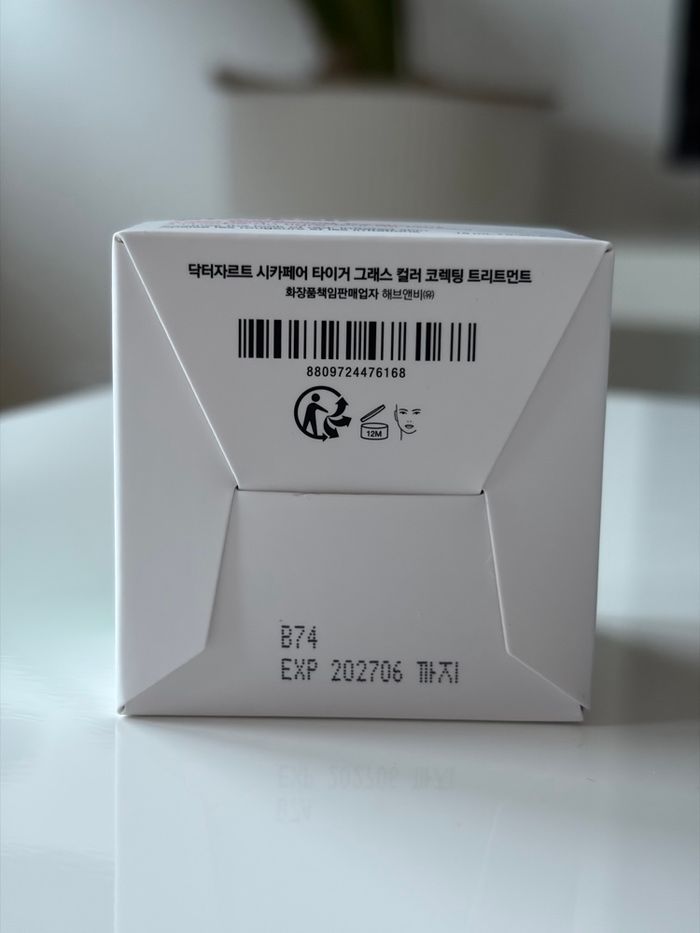 닥터자르트 시카페어 타이거 그래스 컬러 코렉팅 트리트먼트
화장품책임판매업자 해브앤비㈲
8809724476168
12M
B74
EXP 202706 까지